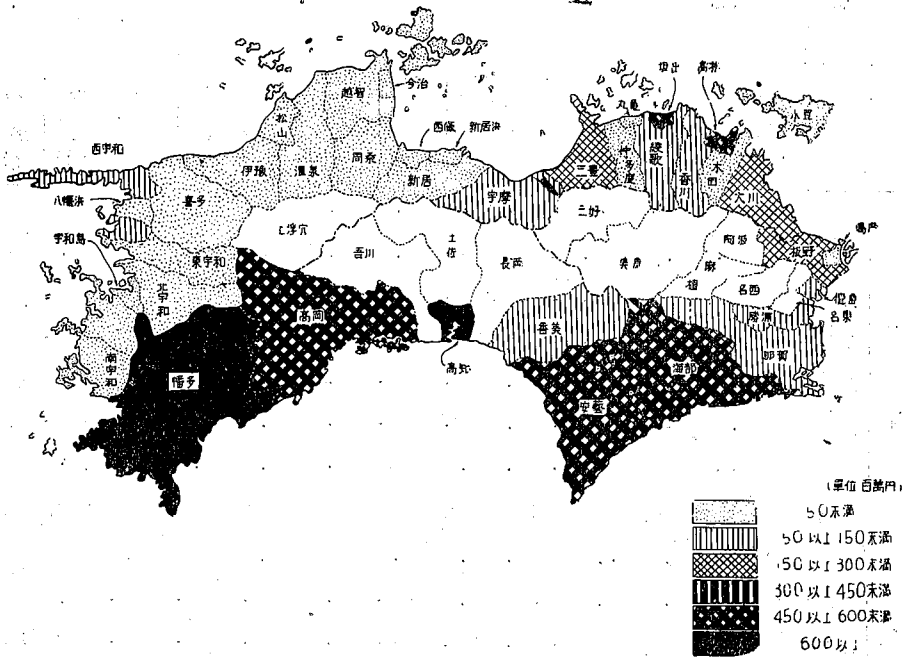 今治
越智
松山
坂出
高松
丸亀
小豆
西條
新居浜
西宇和
伊豫
温泉
周桑
新居
三豊
仲多度
綾歌
香川
木田
大川
宇摩
八幡浜
喜多
三好
上浮穴
阿波
鳴戸
板野
宇和島
東宇和
吾川
土佐
長岡
美馬
麻植
名西
徳島
名東
北宇和
勝浦
高岡
香美
那賀
南宇和
幡多
高知
海部
安藝
(單位 百萬円)
50未満
50以上150未満
150以上300未満
300以上450未満
450以上600未満
600以上